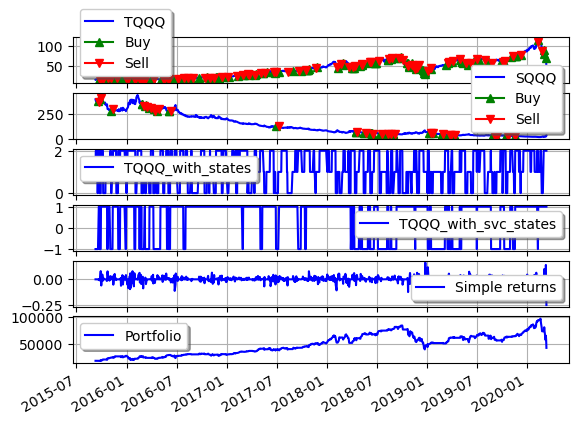 TQQQ
Buy
Sell
100
50
SQQQ
Buy
Sell
250
0
2
0
TQQQ_with_states
1
0
−1
TQQQ_with_svc_states
0.00
−0.25
Simple returns
100000
50000
Portfolio
2015-07
2016-01
2016-07
2017-01
2017-07
2018-01
2018-07
2019-01
2019-07
2020-01